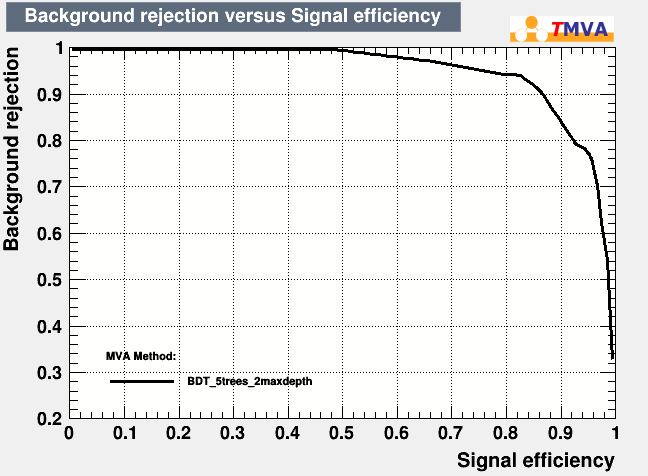 Background rejection versus Signal efficiency
TMVA
Background rejection
1
0.9
0.8
0.7
0.6
0.5
0.4
0.3
0.2
MVA Method:
BDT_5trees_2maxdepth
0 0.1 0.2 0.3 0.4 0.5 0.6 0.7 0.8 0.9 1
Signal efficiency